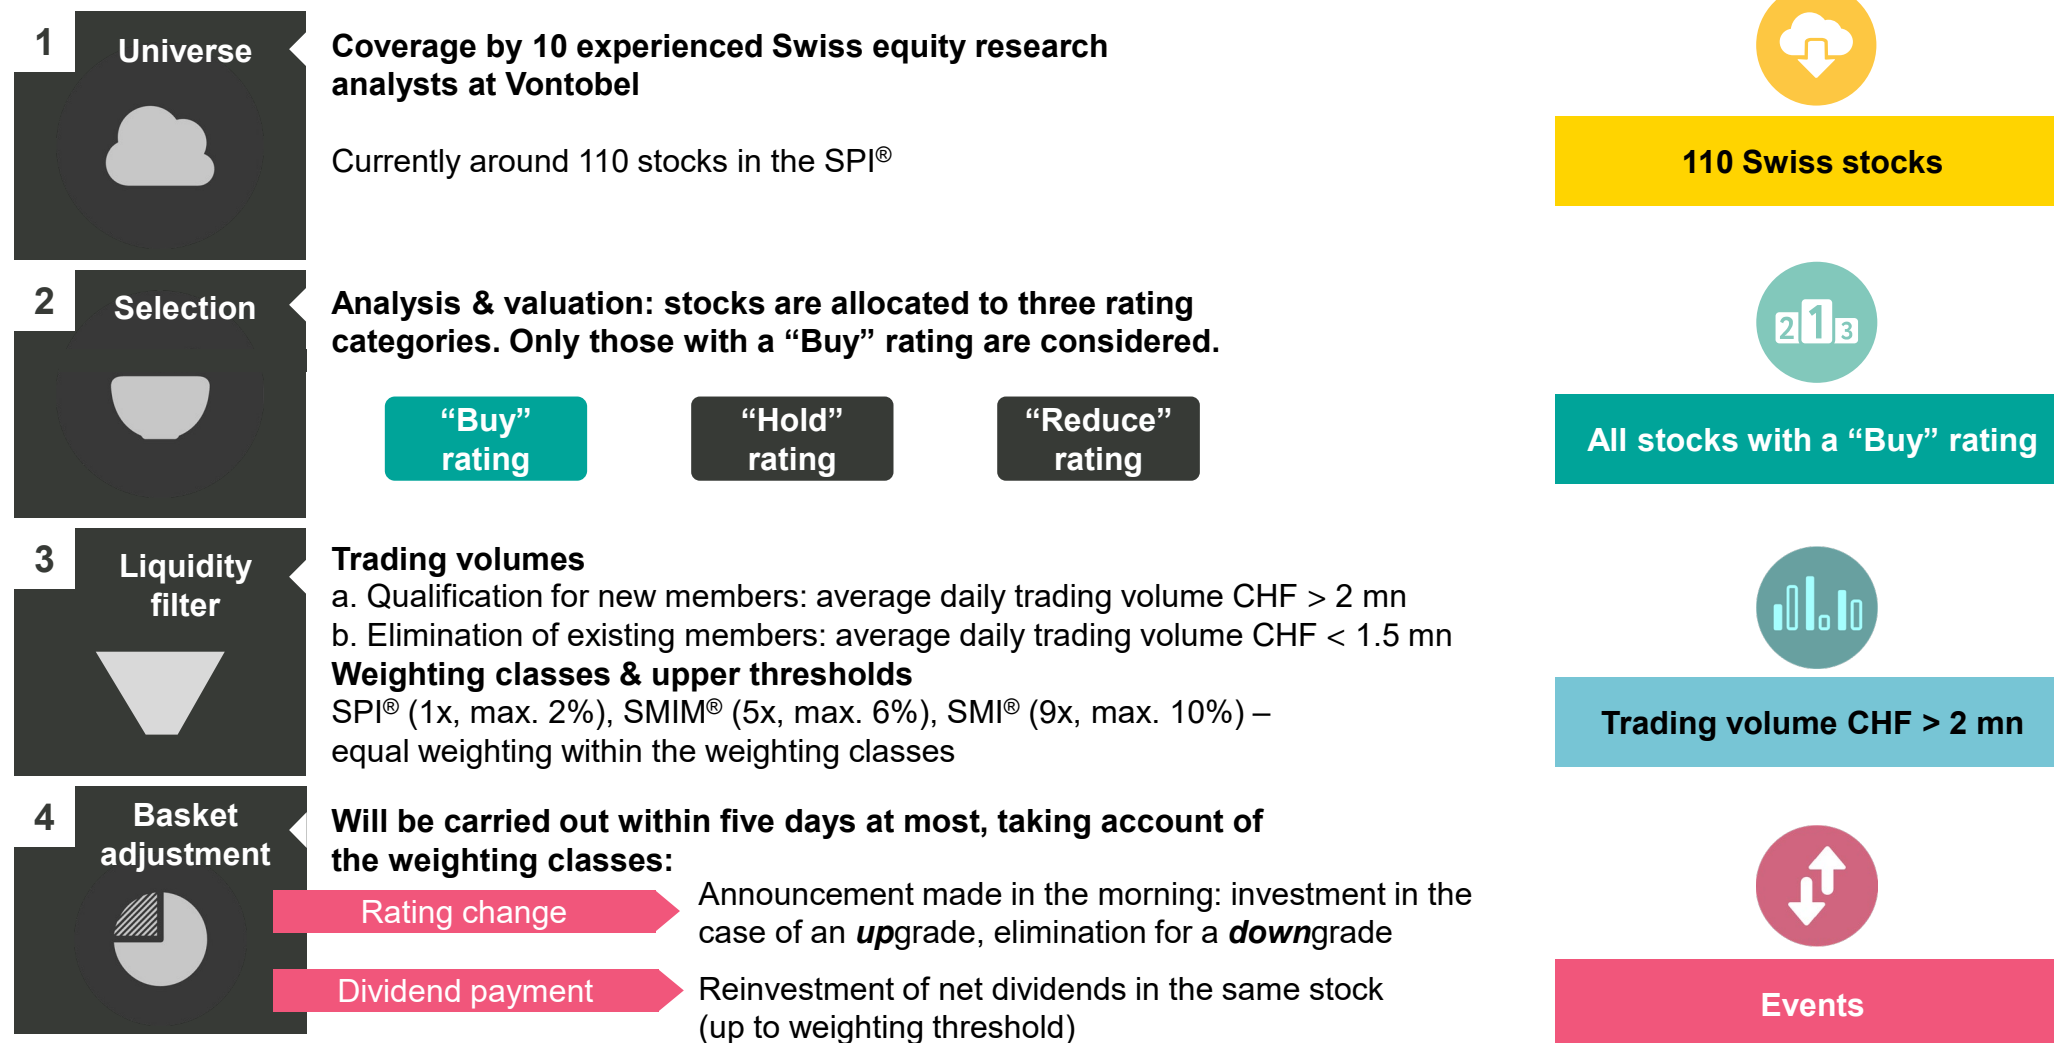 1
Universe
Coverage by 10 experienced Swiss equity research
analysts at Vontobel
Currently around 110 stocks in the SPI®
110 Swiss stocks
2
Selection
Analysis & valuation: stocks are allocated to three rating
categories. Only those with a “Buy” rating are considered.
“Buy”
rating
“Hold”
rating
“Reduce”
rating
2 1 3
All stocks with a “Buy” rating
3
Liquidity
filter
Trading volumes
a. Qualification for new members: average daily trading volume CHF > 2 mn
b. Elimination of existing members: average daily trading volume CHF < 1.5 mn
Weighting classes & upper thresholds
SPI® (1x, max. 2%), SMIM® (5x, max. 6%), SMI® (9x, max. 10%) –
equal weighting within the weighting classes
Trading volume CHF > 2 mn
4
Basket
adjustment
Will be carried out within five days at most, taking account of
the weighting classes:
Rating change
Announcement made in the morning: investment in the
case of an upgrade, elimination for a downgrade
Dividend payment
Reinvestment of net dividends in the same stock
(up to weighting threshold)
Events